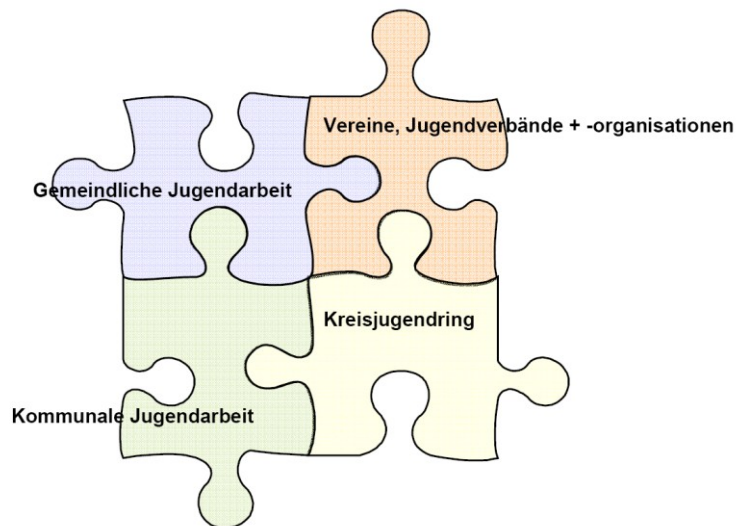 Vereine, Jugendverbände + -organisationen
Gemeindliche Jugendarbeit
Kreisjugendring
Kommunale Jugendarbeit